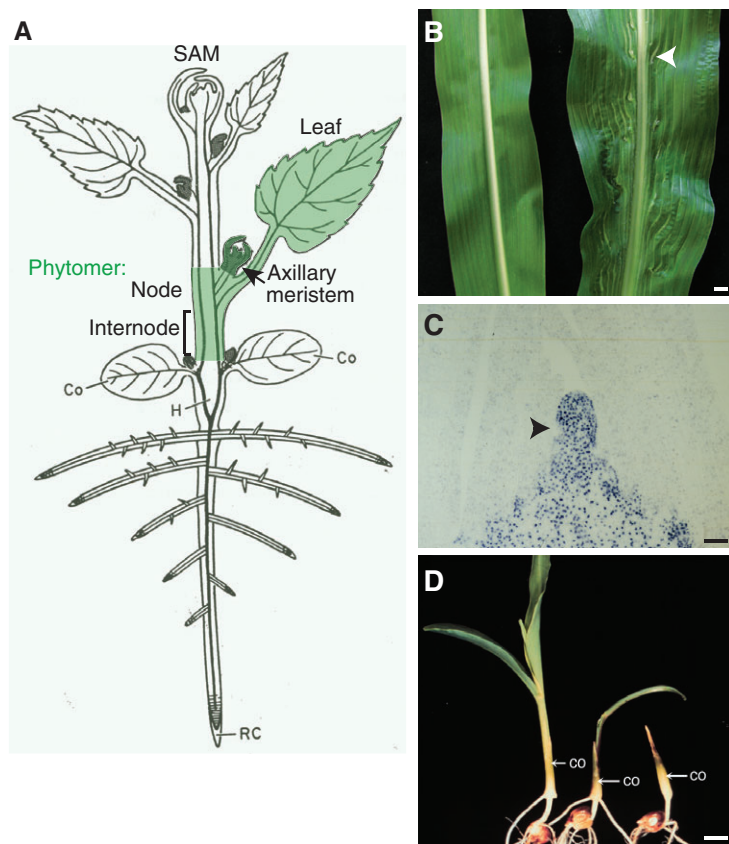 A
SAM
Leaf
Phytomer:
Node
Axillary
meristem
Internode
Co
Co
H
RC
B
C
D
co
co
co